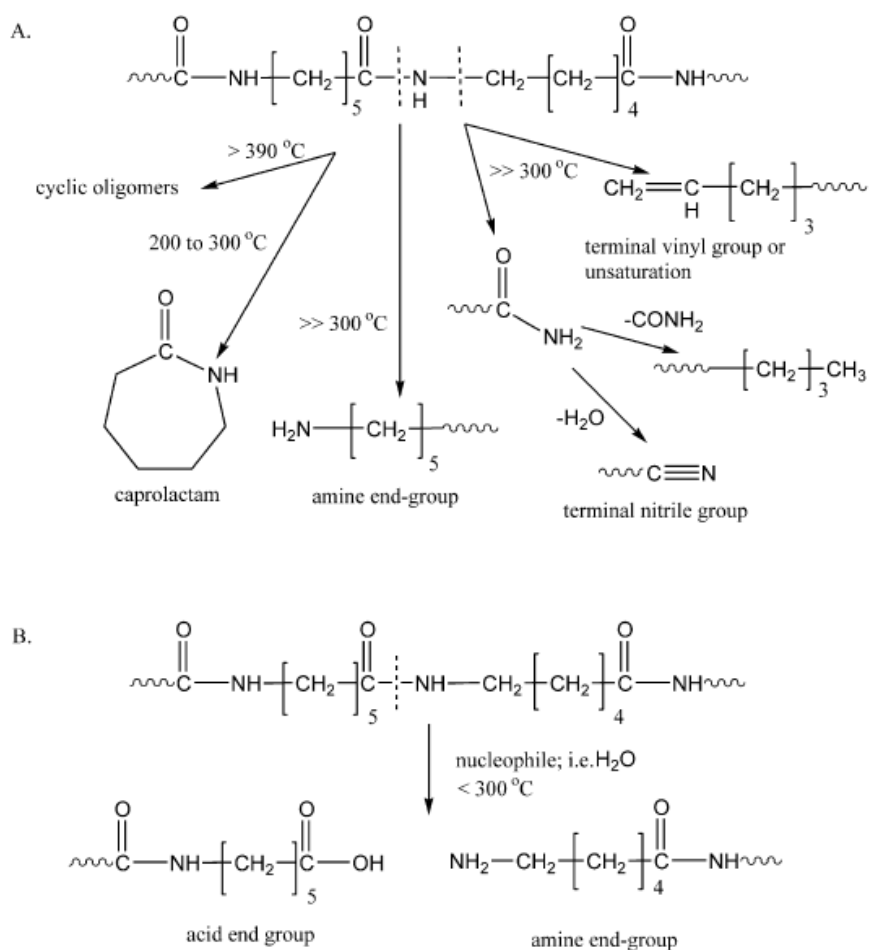 A.
O O O
C NH [ CH2 ]5 C N H CH2 [ CH2 ]4 C NH
> 390 °C
cyclic oligomers
200 to 300 °C
>> 300 °C
>> 300 °C
CH2 C H [ CH2 ]3
terminal vinyl group or
unsaturation
O
C NH2
-CONH2
[ CH2 ]3 CH3
-H2O
C N
terminal nitrile group
O
C NH
caprolactam
H2N [ CH2 ]5
amine end-group
B.
O O O
C NH [ CH2 ]5 C NH CH2 [ CH2 ]4 C NH
nucleophile; i.e.H2O
< 300 °C
O O
C NH [ CH2 ]5 C OH
acid end group
O
NH2 CH2 [ CH2 ]4 C NH
amine end-group